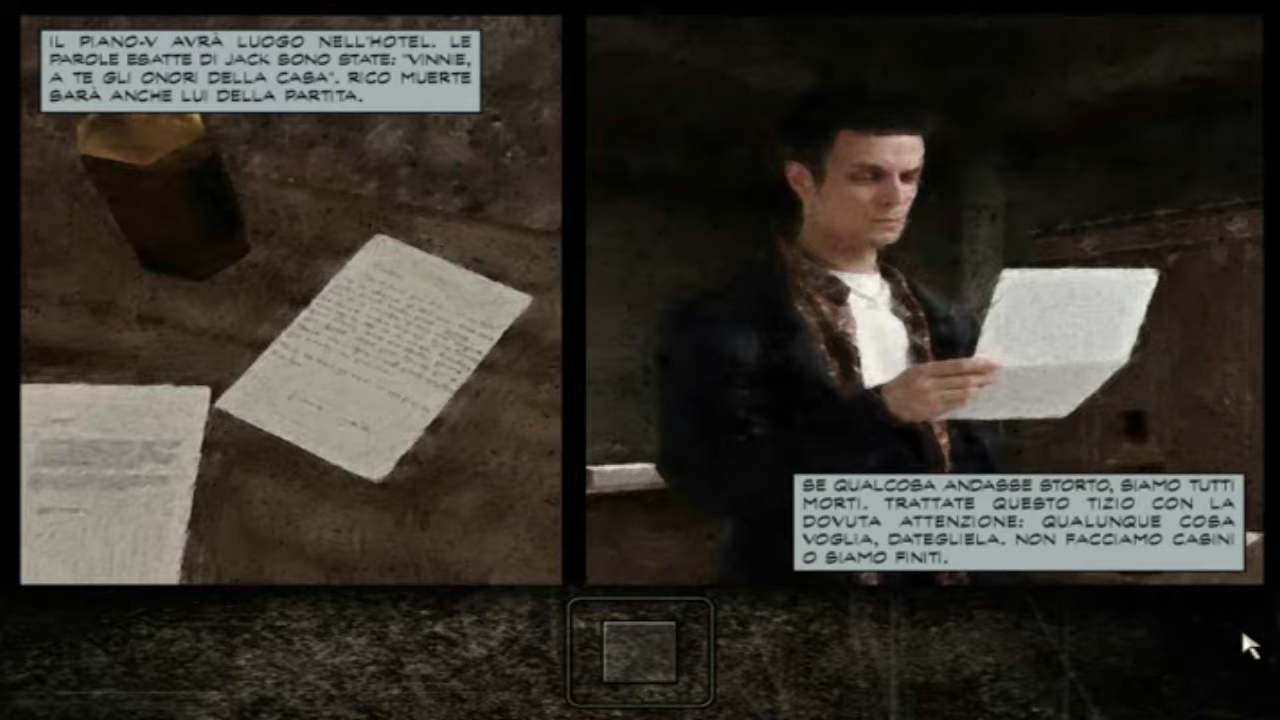 IL PIANO-V AVRÀ LUOGO NELL'HOTEL. LE
PAROLE ESATTE DI JACK SONO STATE: "VINNIE,
A TE GLI ONORI DELLA CASA". RICO MUERTE
SARÀ ANCHE LUI DELLA PARTITA.
SE QUALCOSA ANDASSE STORTO, SIAMO TUTTI
MORTI. TRATTATE QUESTO TIZIO CON LA
DOVUTA ATTENZIONE: QUALUNQUE COSA
VOGLIA, DATEGLIELA. NON FACCIAMO CASINI
O SIAMO FINITI.